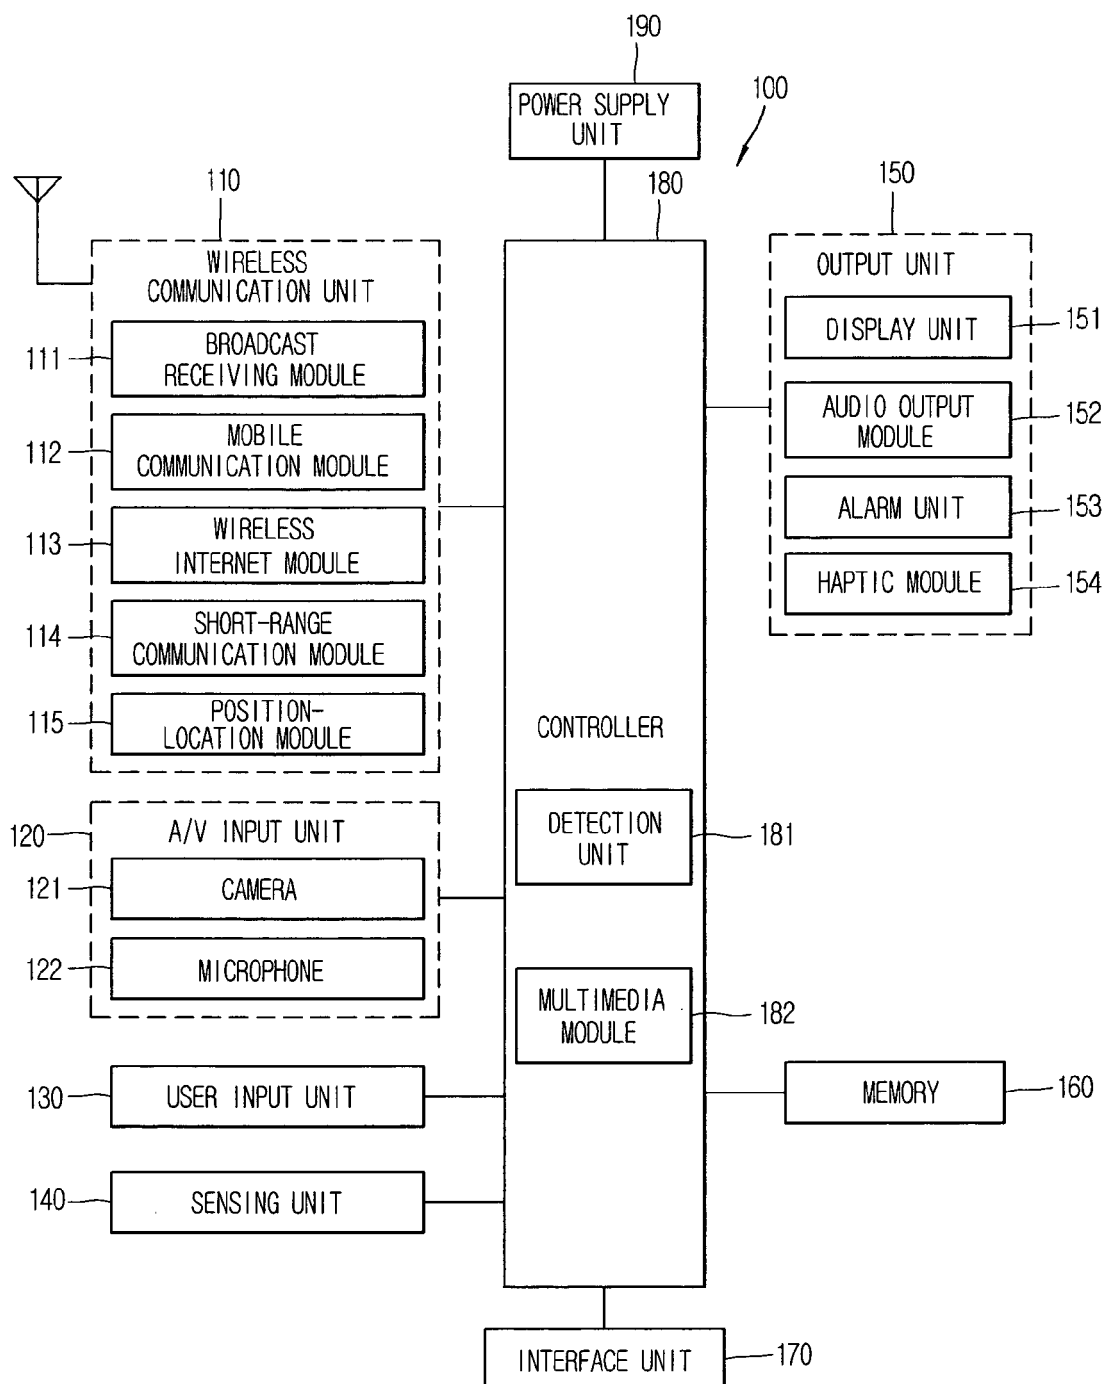 190
POWER SUPPLY
UNIT
100
110
180
150
WIRELESS
COMMUNICATION UNIT
111
BROADCAST
RECEIVING MODULE
112
MOBILE
COMMUNICATION MODULE
113
WIRELESS
INTERNET MODULE
114
SHORT-RANGE
COMMUNICATION MODULE
115
POSITION-
LOCATION MODULE
120
A/V INPUT UNIT
121
CAMERA
122
MICROPHONE
130
USER INPUT UNIT
140
SENSING UNIT
CONTROLLER
DETECTION
UNIT
181
MULTIMEDIA
MODULE
182
OUTPUT UNIT
DISPLAY UNIT
151
AUDIO OUTPUT
MODULE
152
ALARM UNIT
153
HAPTIC MODULE
154
MEMORY
160
INTERFACE UNIT
170